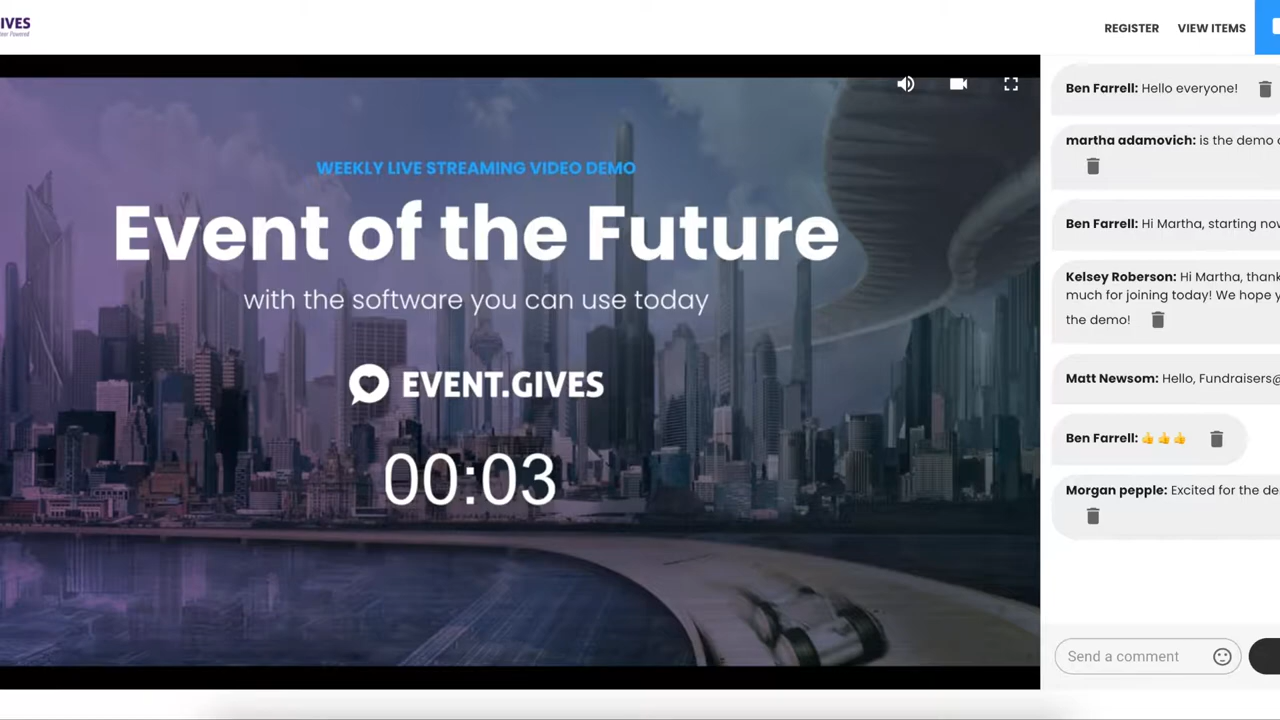 IVES
REGISTER VIEW ITEMS
WEEKLY LIVE STREAMING VIDEO DEMO
Event of the Future
with the software you can use today
EVENT.GIVES
00:03
Ben Farrell: Hello everyone!
martha adamovich: is the demo
Ben Farrell: Hi Martha, starting
Kelsey Roberson: Hi Martha,
much for joining today! We hope
the demo!
Matt Newsom: Hello, Fundraisers@
Ben Farrell: 👍👍👍
Morgan pepple: Excited for the
Send a comment